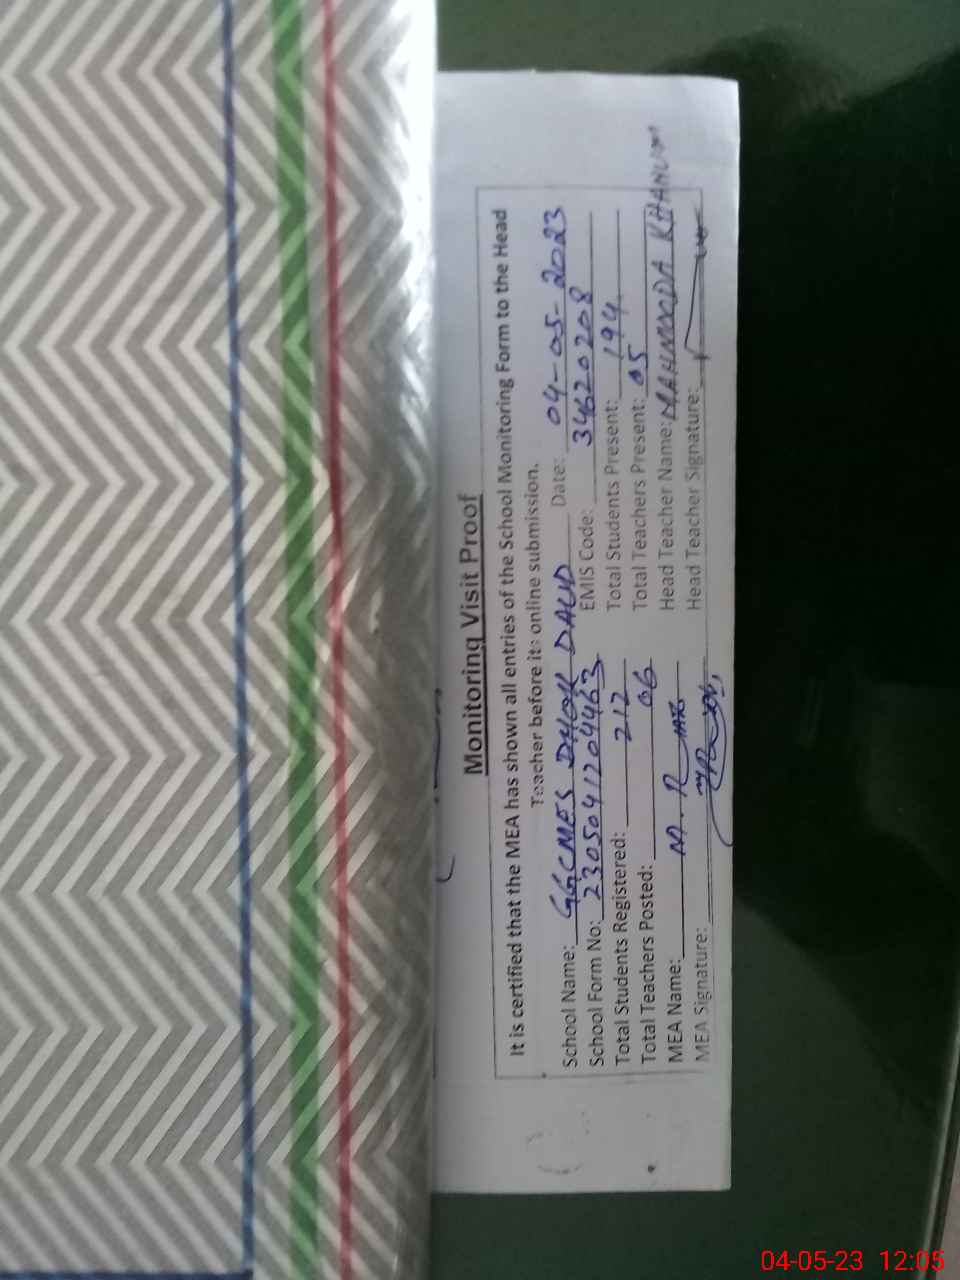 Monitoring Visit Proof
It is certified that the MEA has shown all entries of the School Monitoring Form to the Head
Teacher before its online submission.
School Name: GGCMES DHOK DAUD Date: 04-05-2023
School Form No: 2305041204463 EMIS Code: 34620208
Total Students Registered: 212 Total Students Present: 194
Total Teachers Posted: 06 Total Teachers Present: 05
MEA Name: M. R Head Teacher Name: MAHMOODA KHANUM
MEA Signature: Head Teacher Signature:
04-05-23 12:05